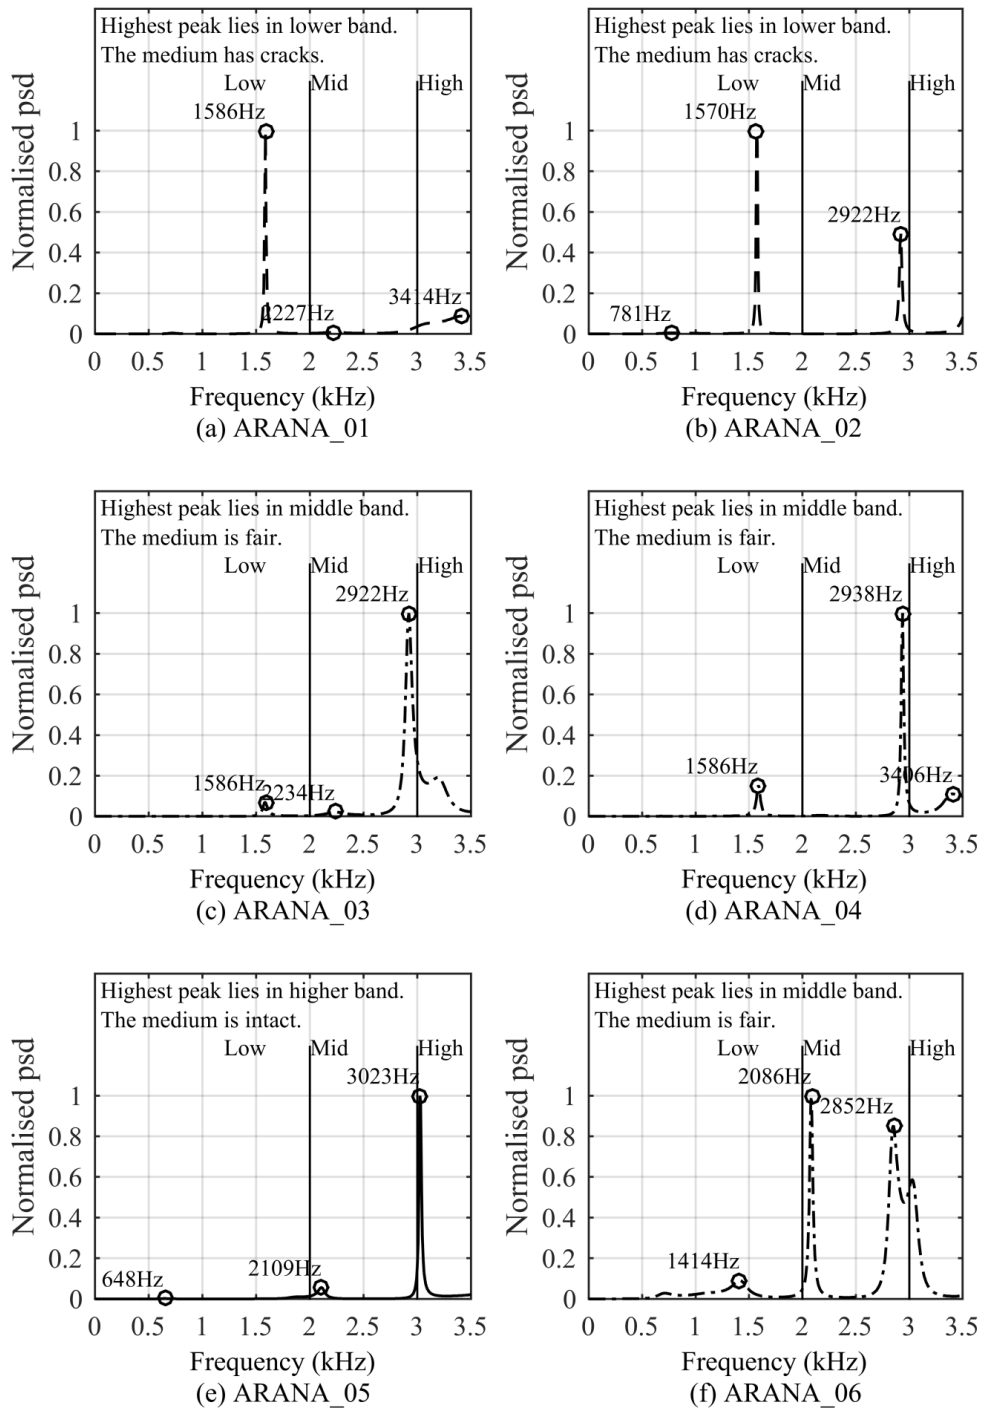 Highest peak lies in lower band.
The medium has cracks.
Low Mid High
1586Hz
2227Hz
3414Hz
Normalised psd
1
0.8
0.6
0.4
0.2
0
0 0.5 1 1.5 2 2.5 3 3.5
Frequency (kHz)
(a) ARANA_01
Highest peak lies in lower band.
The medium has cracks.
Low Mid High
1570Hz
2922Hz
781Hz
Normalised psd
1
0.8
0.6
0.4
0.2
0
0 0.5 1 1.5 2 2.5 3 3.5
Frequency (kHz)
(b) ARANA_02
Highest peak lies in middle band.
The medium is fair.
Low Mid High
2922Hz
1586Hz
2234Hz
Normalised psd
1
0.8
0.6
0.4
0.2
0
0 0.5 1 1.5 2 2.5 3 3.5
Frequency (kHz)
(c) ARANA_03
Highest peak lies in middle band.
The medium is fair.
Low Mid High
2938Hz
1586Hz
3406Hz
Normalised psd
1
0.8
0.6
0.4
0.2
0
0 0.5 1 1.5 2 2.5 3 3.5
Frequency (kHz)
(d) ARANA_04
Highest peak lies in higher band.
The medium is intact.
Low Mid High
3023Hz
2109Hz
648Hz
Normalised psd
1
0.8
0.6
0.4
0.2
0
0 0.5 1 1.5 2 2.5 3 3.5
Frequency (kHz)
(e) ARANA_05
Highest peak lies in middle band.
The medium is fair.
Low Mid High
2086Hz
2852Hz
1414Hz
Normalised psd
1
0.8
0.6
0.4
0.2
0
0 0.5 1 1.5 2 2.5 3 3.5
Frequency (kHz)
(f) ARANA_06